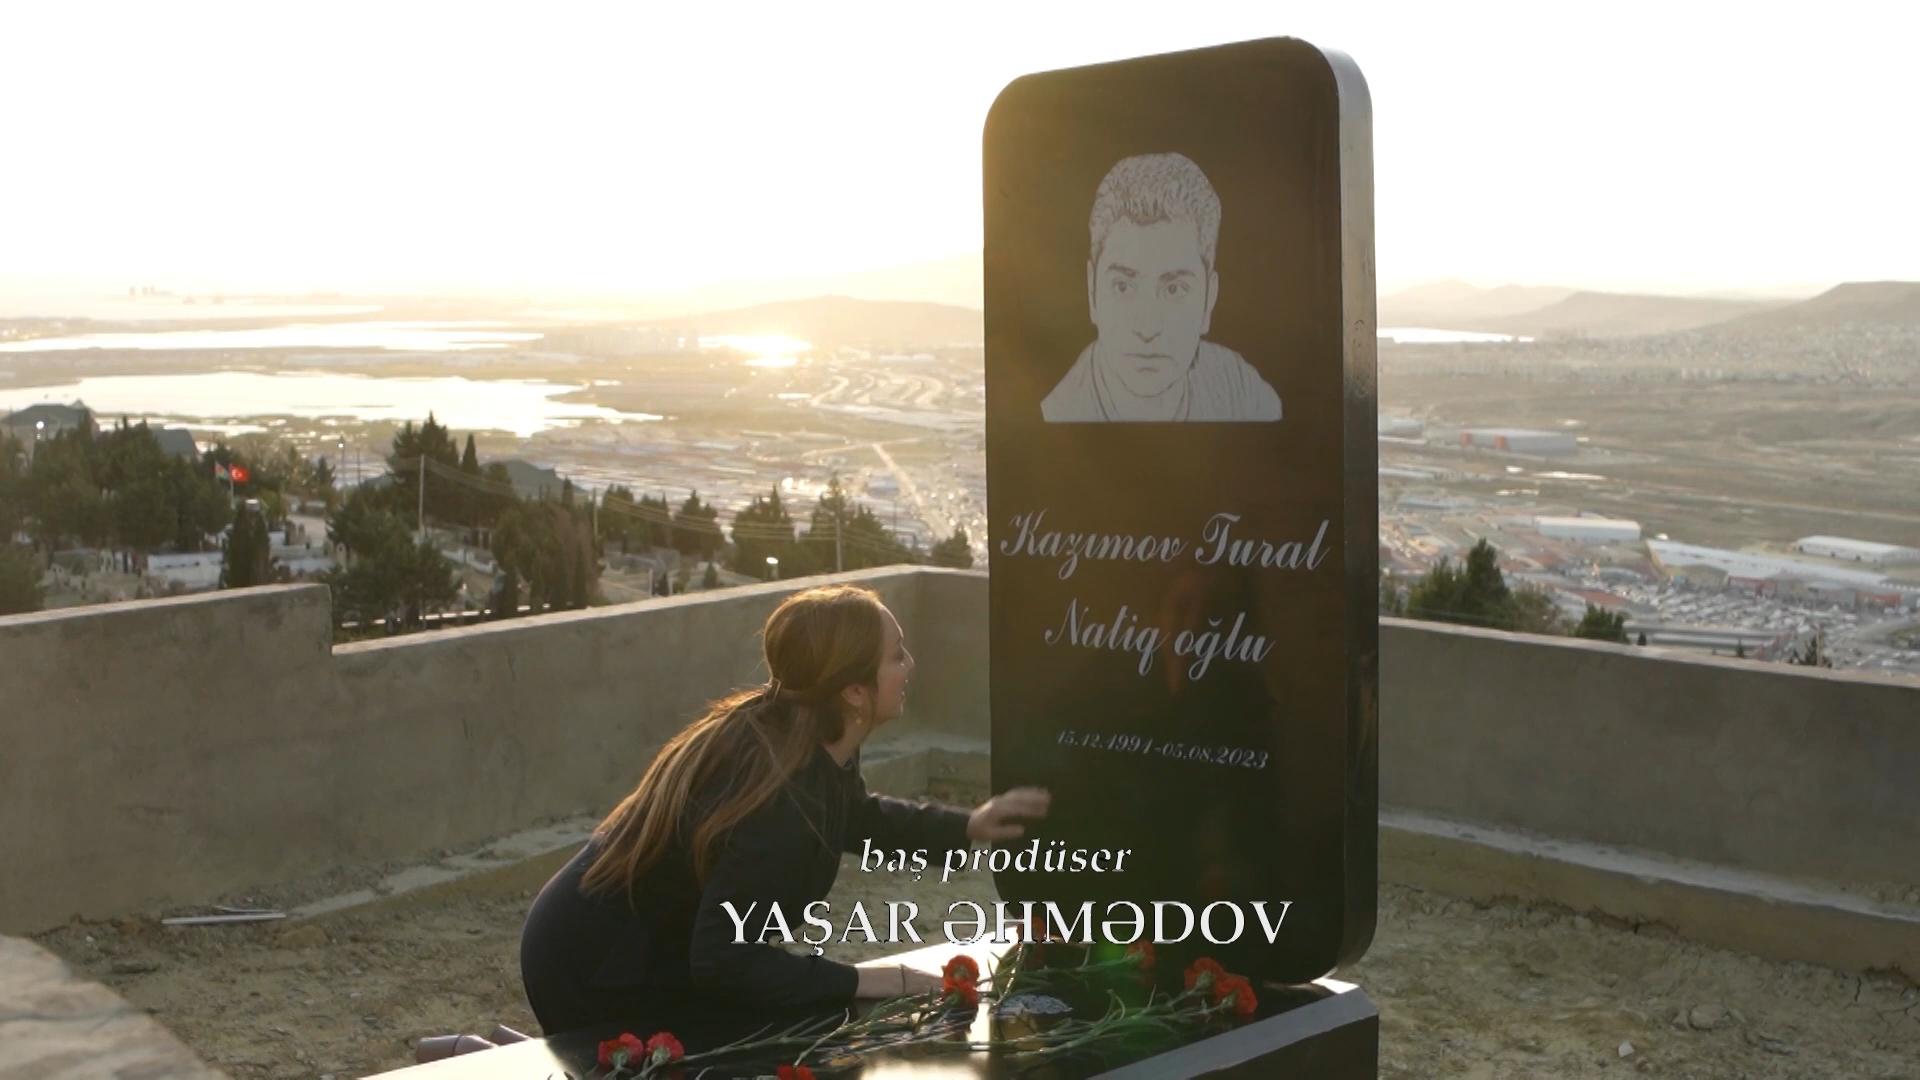 Kazımov Tural
Natiq oğlu
15.12.1991-05.08.2023
baş prodüser
YAŞAR ƏHMƏDOV